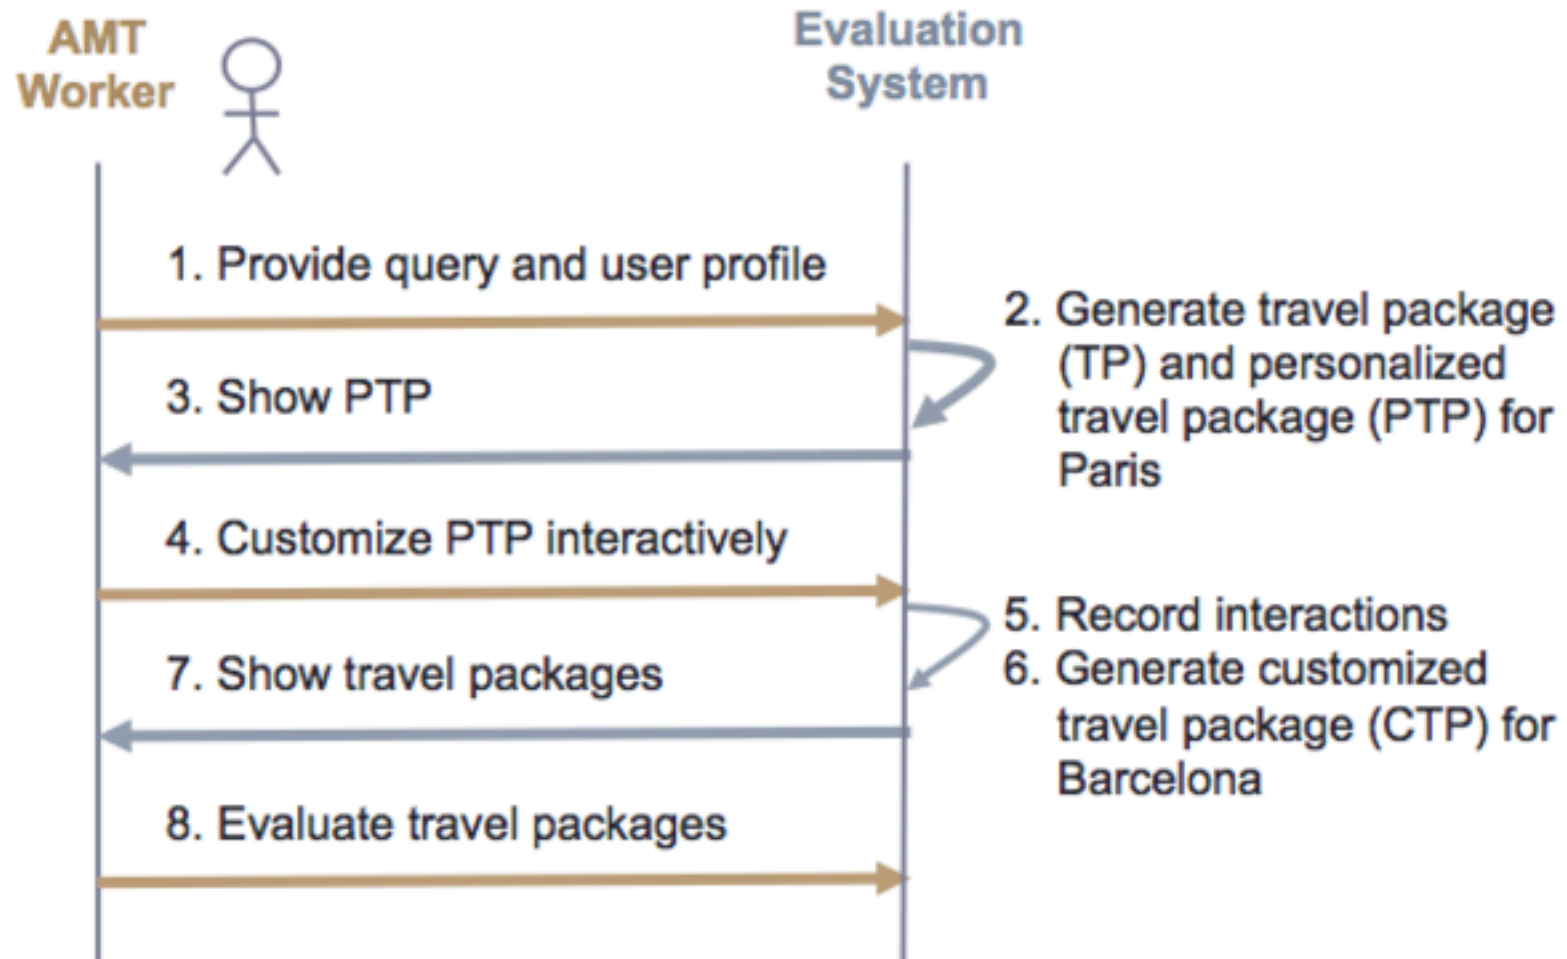 AMT
Worker
Evaluation
System
1. Provide query and user profile
2. Generate travel package
(TP) and personalized
travel package (PTP) for
Paris
3. Show PTP
4. Customize PTP interactively
5. Record interactions
6. Generate customized
travel package (CTP) for
Barcelona
7. Show travel packages
8. Evaluate travel packages